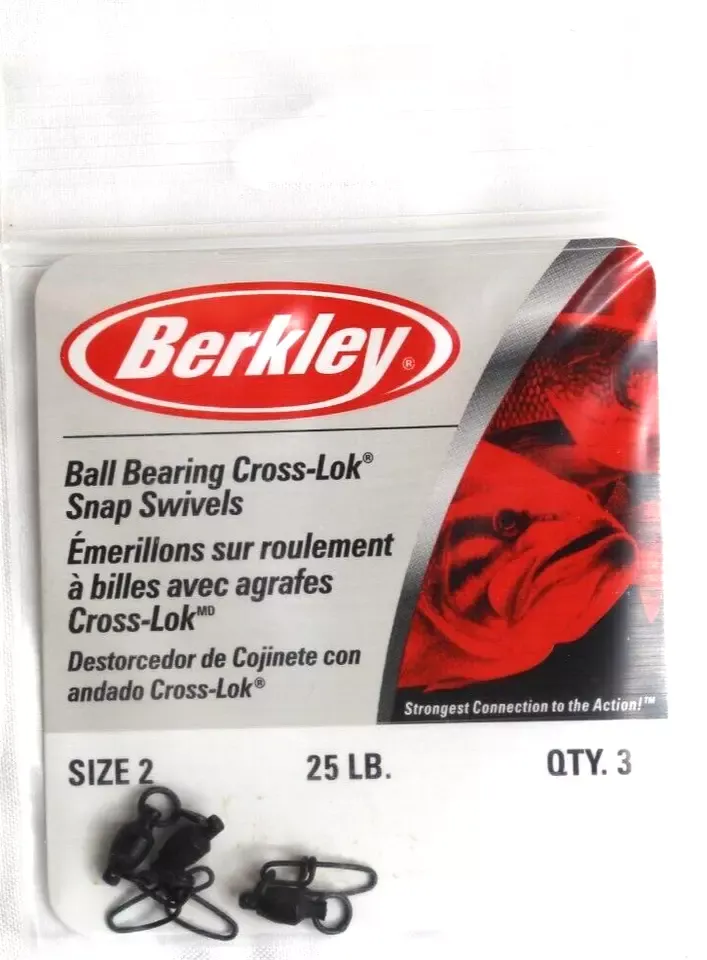 Berkley®
Ball Bearing Cross-Lok®
Snap Swivels
Émerillons sur roulement
à billes avec agrafes
Cross-Lok MD
Destorcedor de Cojinete con
andado Cross-Lok®
Strongest Connection to the Action!™
SIZE 2 25 LB. QTY. 3